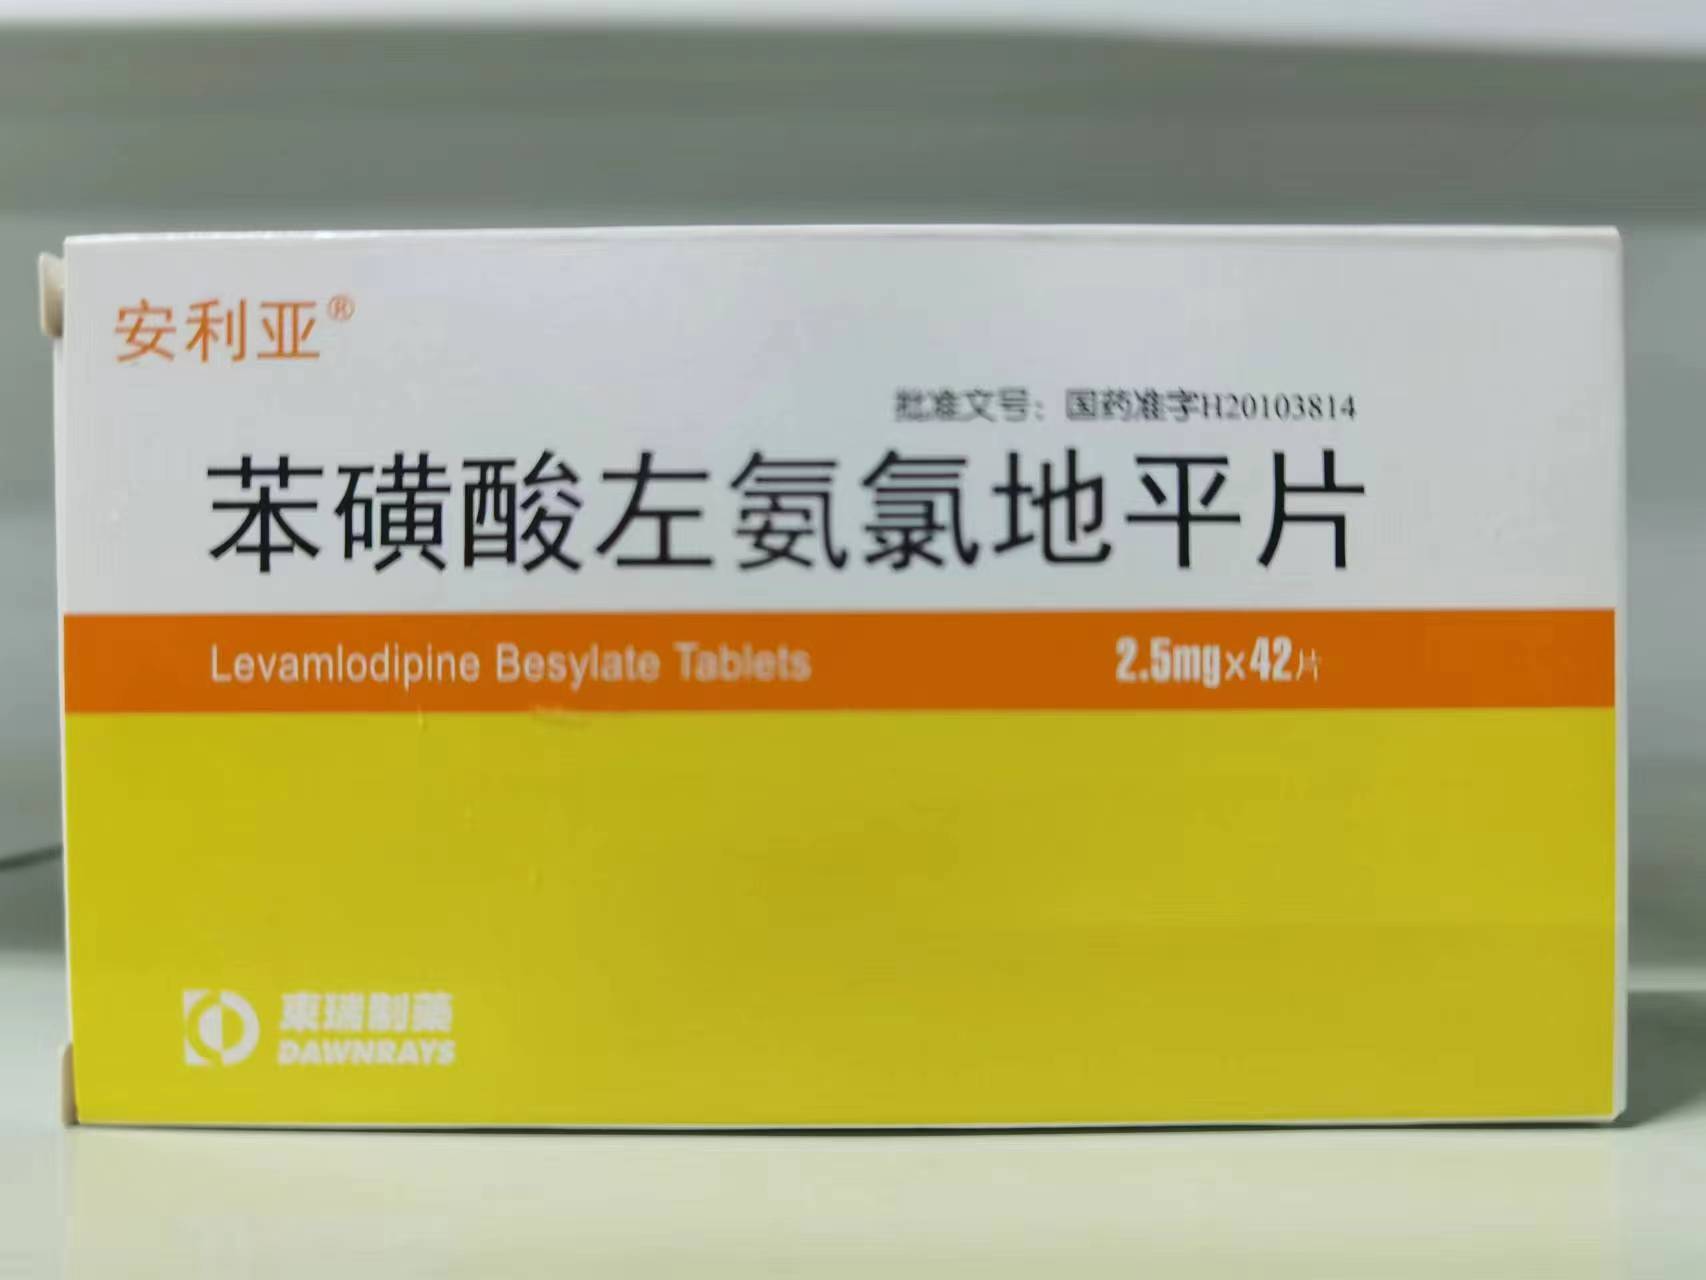 安利亚®
批准文号：国药准字H20103814
苯磺酸左氨氯地平片
Levamlodipine Besylate Tablets 2.5mg×42片
東瑞制藥
DAWNRAYS